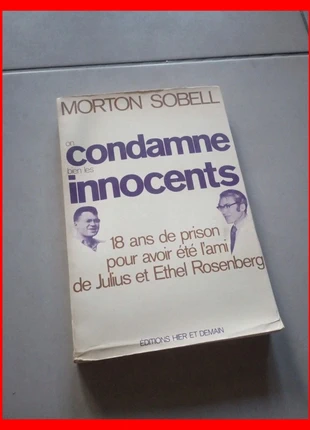 MORTON SOBELL
on
condamne
bien les
innocents
18 ans de prison
pour avoir été l'ami
de Julius et Ethel Rosenberg
ÉDITIONS HIER ET DEMAIN